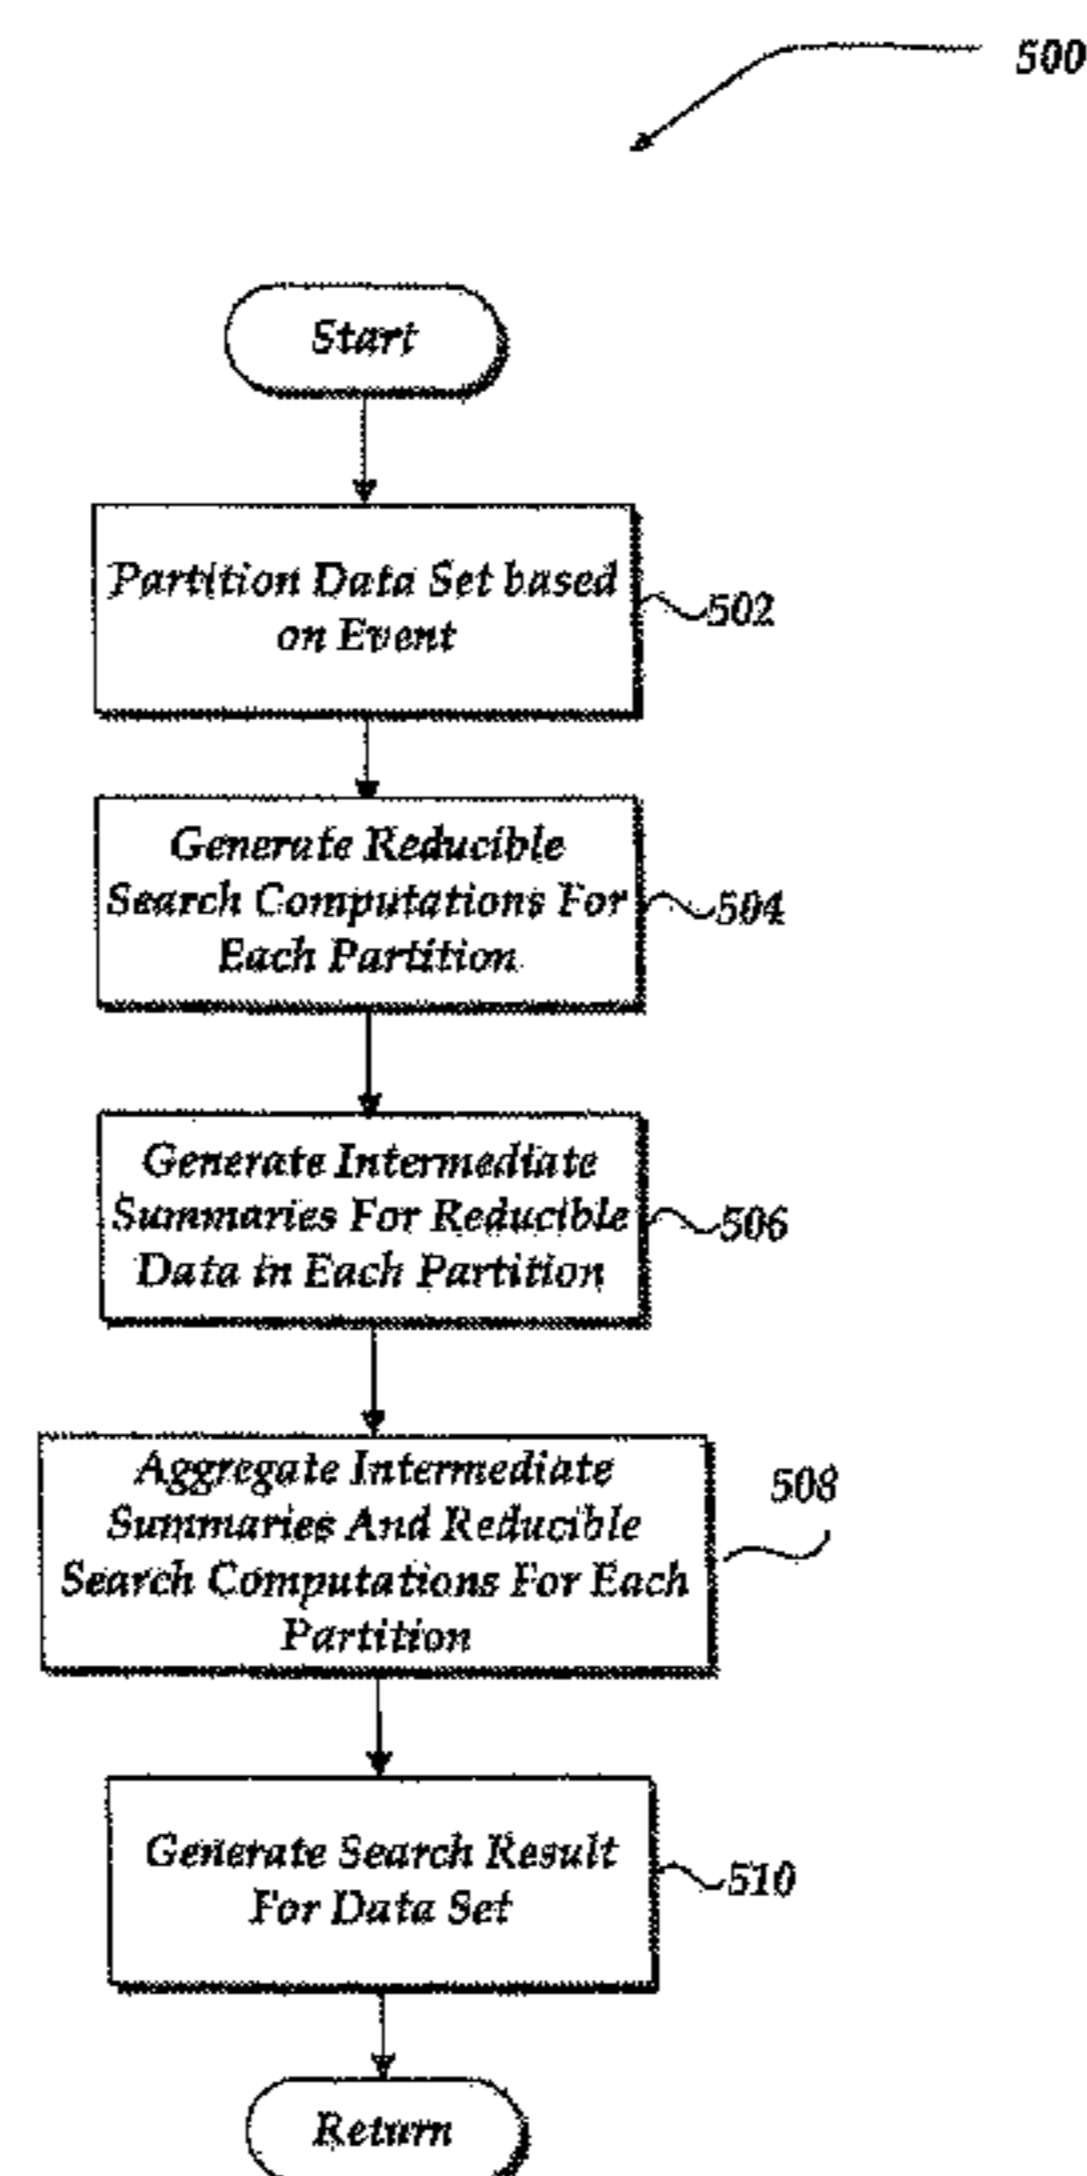 500
Start
Partition Data Set based
on Event
502
Generate Reducible
Search Computations For
Each Partition
504
Generate Intermediate
Summaries For Reducible
Data in Each Partition
506
Aggregate Intermediate
Summaries And Reducible
Search Computations For Each
Partition
508
Generate Search Result
For Data Set
510
Return